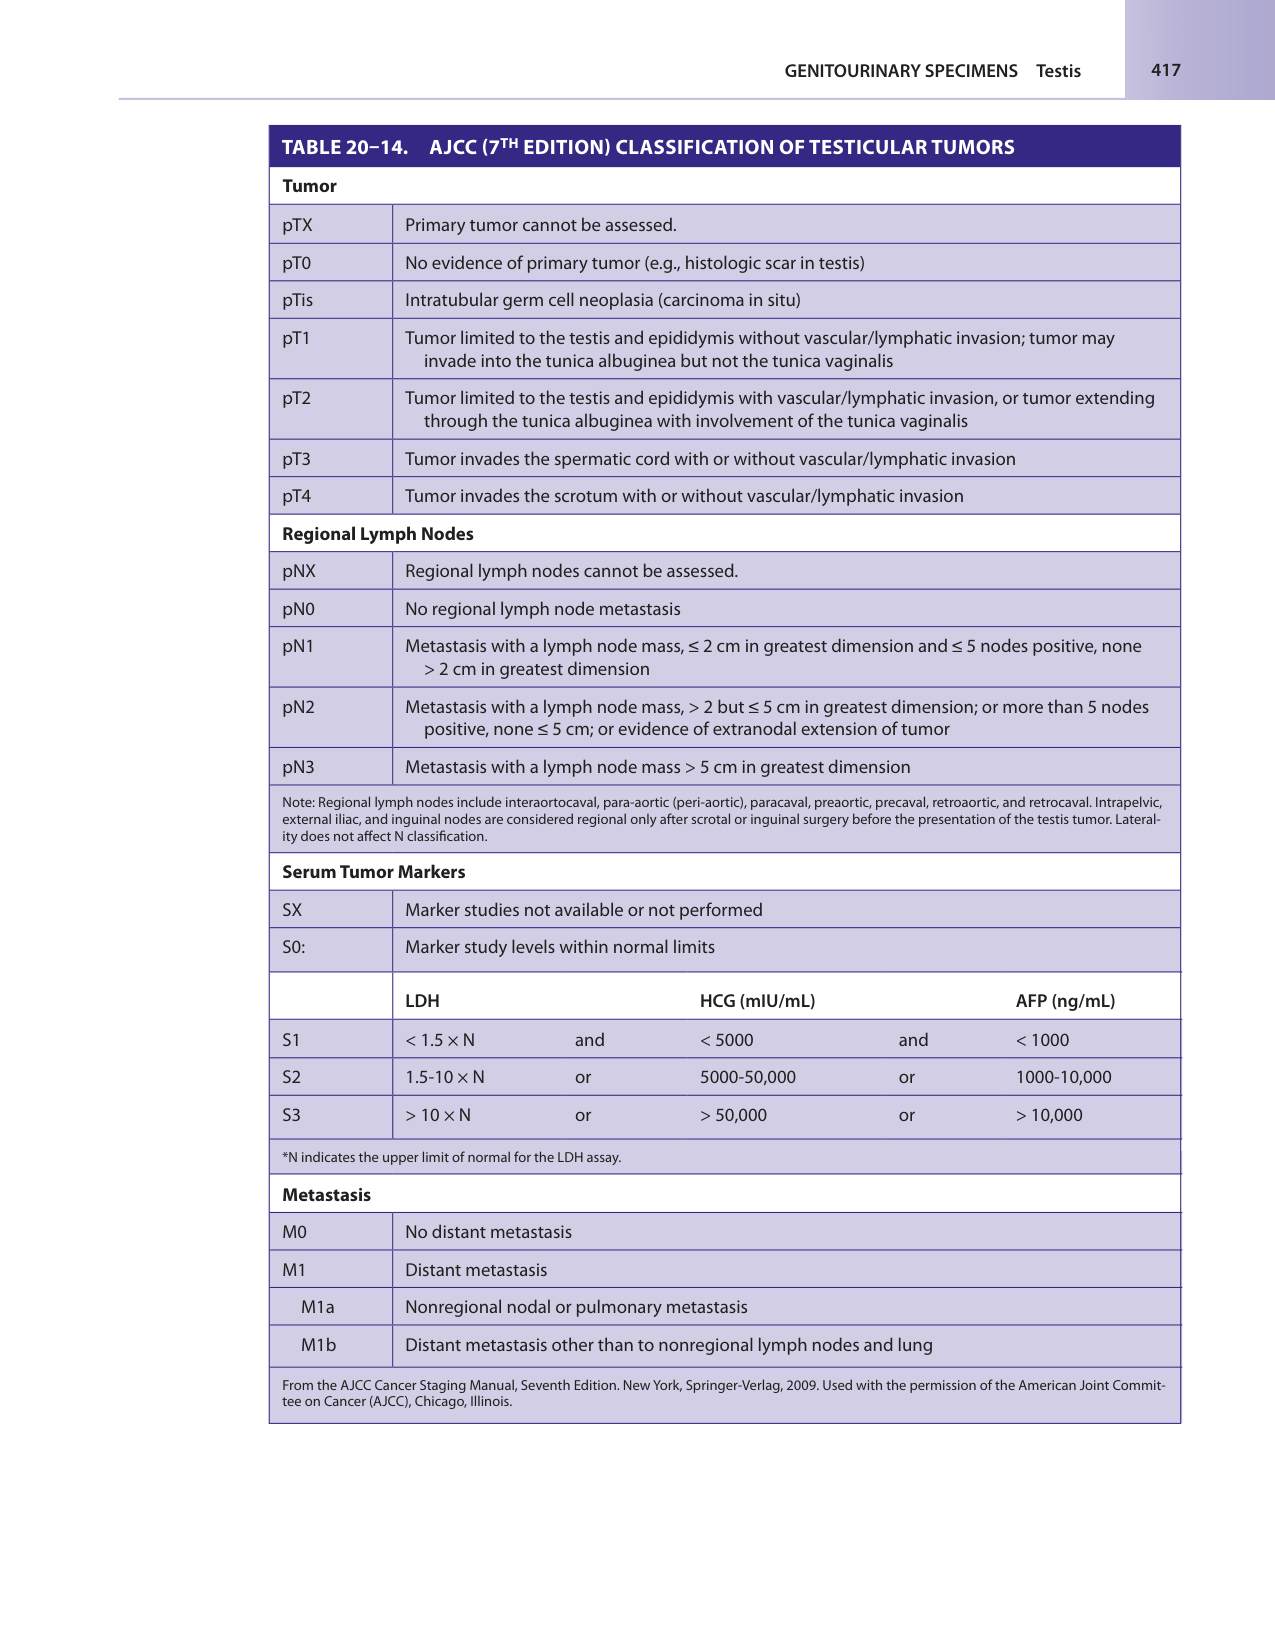 GENITOURINARY SPECIMENS Testis 417
TABLE 20–14. AJCC (7TH EDITION) CLASSIFICATION OF TESTICULAR TUMORS
Tumor
pTX Primary tumor cannot be assessed.
pT0 No evidence of primary tumor (e.g., histologic scar in testis)
pTis Intratubular germ cell neoplasia (carcinoma in situ)
pT1 Tumor limited to the testis and epididymis without vascular/lymphatic invasion; tumor may
invade into the tunica albuginea but not the tunica vaginalis
pT2 Tumor limited to the testis and epididymis with vascular/lymphatic invasion, or tumor extending
through the tunica albuginea with involvement of the tunica vaginalis
pT3 Tumor invades the spermatic cord with or without vascular/lymphatic invasion
pT4 Tumor invades the scrotum with or without vascular/lymphatic invasion
Regional Lymph Nodes
pNX Regional lymph nodes cannot be assessed.
pN0 No regional lymph node metastasis
pN1 Metastasis with a lymph node mass, ≤ 2 cm in greatest dimension and ≤ 5 nodes positive, none
> 2 cm in greatest dimension
pN2 Metastasis with a lymph node mass, > 2 but ≤ 5 cm in greatest dimension; or more than 5 nodes
positive, none ≤ 5 cm; or evidence of extranodal extension of tumor
pN3 Metastasis with a lymph node mass > 5 cm in greatest dimension
Note: Regional lymph nodes include interaortocaval, para-aortic (peri-aortic), paracaval, preaortic, precaval, retroaortic, and retrocaval. Intrapelvic,
external iliac, and inguinal nodes are considered regional only after scrotal or inguinal surgery before the presentation of the testis tumor. Lateral-
ity does not affect N classification.
Serum Tumor Markers
SX Marker studies not available or not performed
S0: Marker study levels within normal limits
LDH HCG (mIU/mL) AFP (ng/mL)
S1 < 1.5 × N and < 5000 and < 1000
S2 1.5-10 × N or 5000-50,000 or 1000-10,000
S3 > 10 × N or > 50,000 or > 10,000
*N indicates the upper limit of normal for the LDH assay.
Metastasis
M0 No distant metastasis
M1 Distant metastasis
M1a Nonregional nodal or pulmonary metastasis
M1b Distant metastasis other than to nonregional lymph nodes and lung
From the AJCC Cancer Staging Manual, Seventh Edition. New York, Springer-Verlag, 2009. Used with the permission of the American Joint Commit-
tee on Cancer (AJCC), Chicago, Illinois.